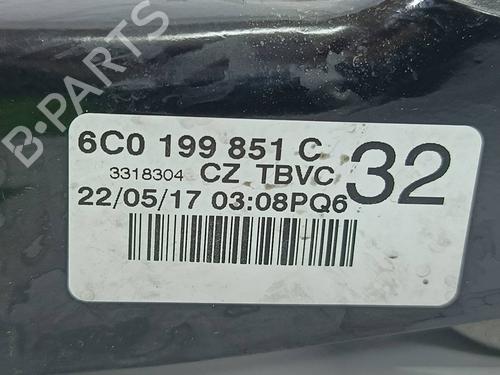 B-PARTS
6C0 199 851 C
3318304 CZ TBVC 32
22/05/17 03:08PQ6